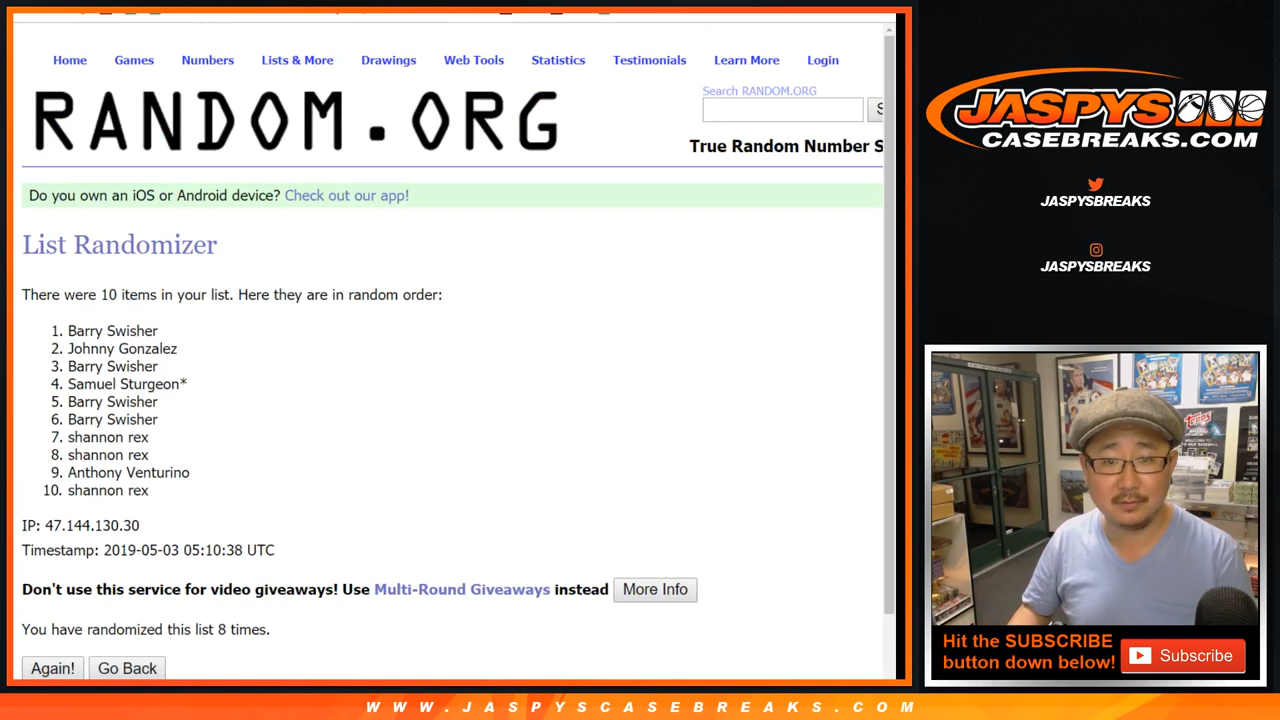 Home Games Numbers Lists & More Drawings Web Tools Statistics Testimonials Learn More Login
Search RANDOM.ORG
RANDOM.ORG
True Random Number S
Do you own an iOS or Android device? Check out our app!
List Randomizer
There were 10 items in your list. Here they are in random order:
1. Barry Swisher
2. Johnny Gonzalez
3. Barry Swisher
4. Samuel Sturgeon*
5. Barry Swisher
6. Barry Swisher
7. shannon rex
8. shannon rex
9. Anthony Venturino
10. shannon rex
IP: 47.144.130.30
Timestamp: 2019-05-03 05:10:38 UTC
Don't use this service for video giveaways! Use Multi-Round Giveaways instead More Info
You have randomized this list 8 times.
Again! Go Back
JASPYS
CASEBREAKS.COM
JASPYSBREAKS
JASPYSBREAKS
TOPPS
Hit the SUBSCRIBE
button down below!
Subscribe
WWW.JASPYSCASEBREAKS.COM